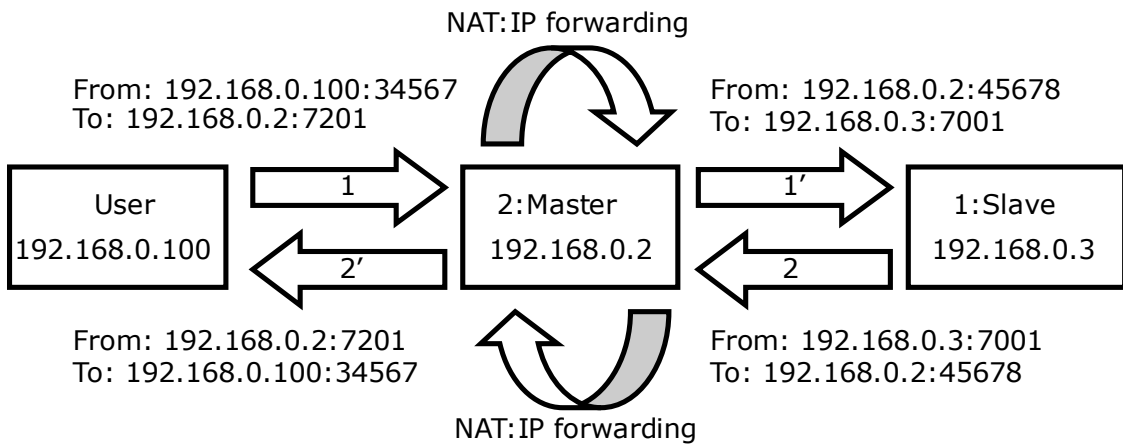 NAT:IP forwarding
From: 192.168.0.100:34567
To: 192.168.0.2:7201
From: 192.168.0.2:45678
To: 192.168.0.3:7001
User
192.168.0.100
1
2′
2:Master
192.168.0.2
1′
2
1:Slave
192.168.0.3
From: 192.168.0.2:7201
To: 192.168.0.100:34567
From: 192.168.0.3:7001
To: 192.168.0.2:45678
NAT:IP forwarding